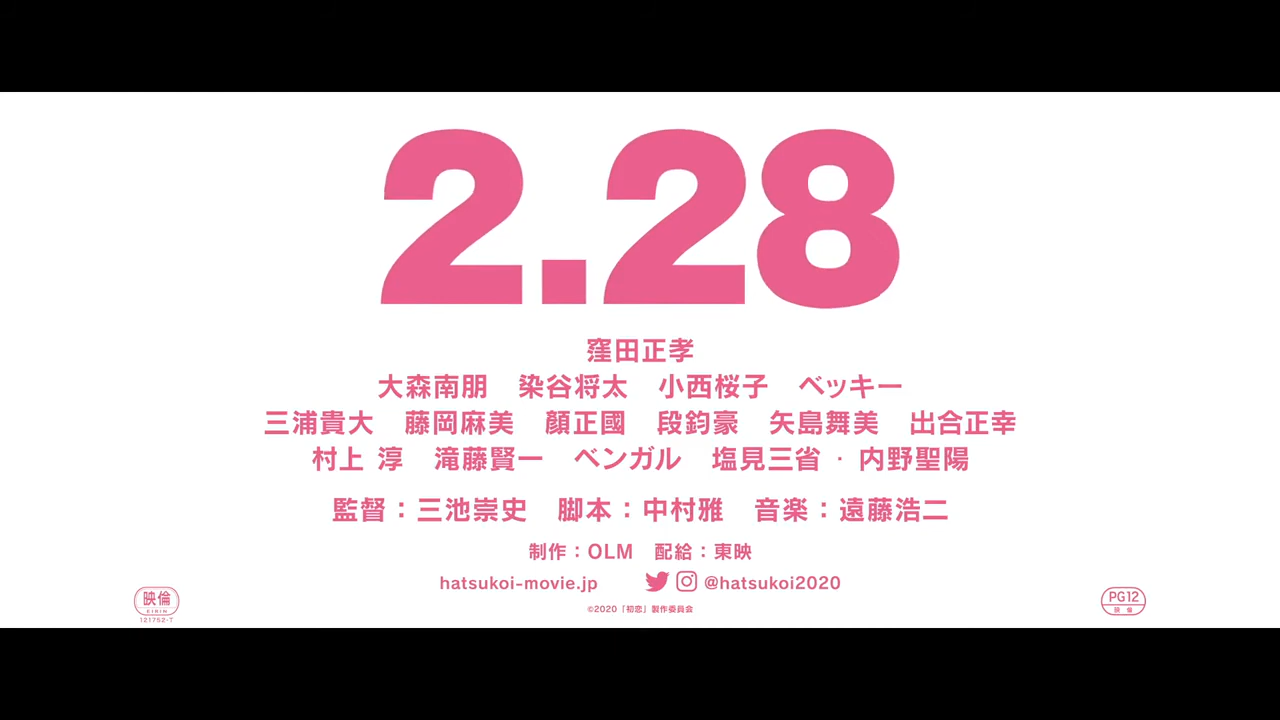 2.28
窪田正孝
大森南朋　染谷将太　小西桜子　ベッキー
三浦貴大　藤岡麻美　顏正國　段鈞豪　矢島舞美　出合正幸
村上 淳　滝藤賢一　ベンガル　塩見三省 · 内野聖陽
監督：三池崇史　脚本：中村雅　音楽：遠藤浩二
制作：OLM　配給：東映
hatsukoi-movie.jp　@hatsukoi2020
©2020「初恋」製作委員会
映倫
EIRIN
121752-T
PG12
映倫